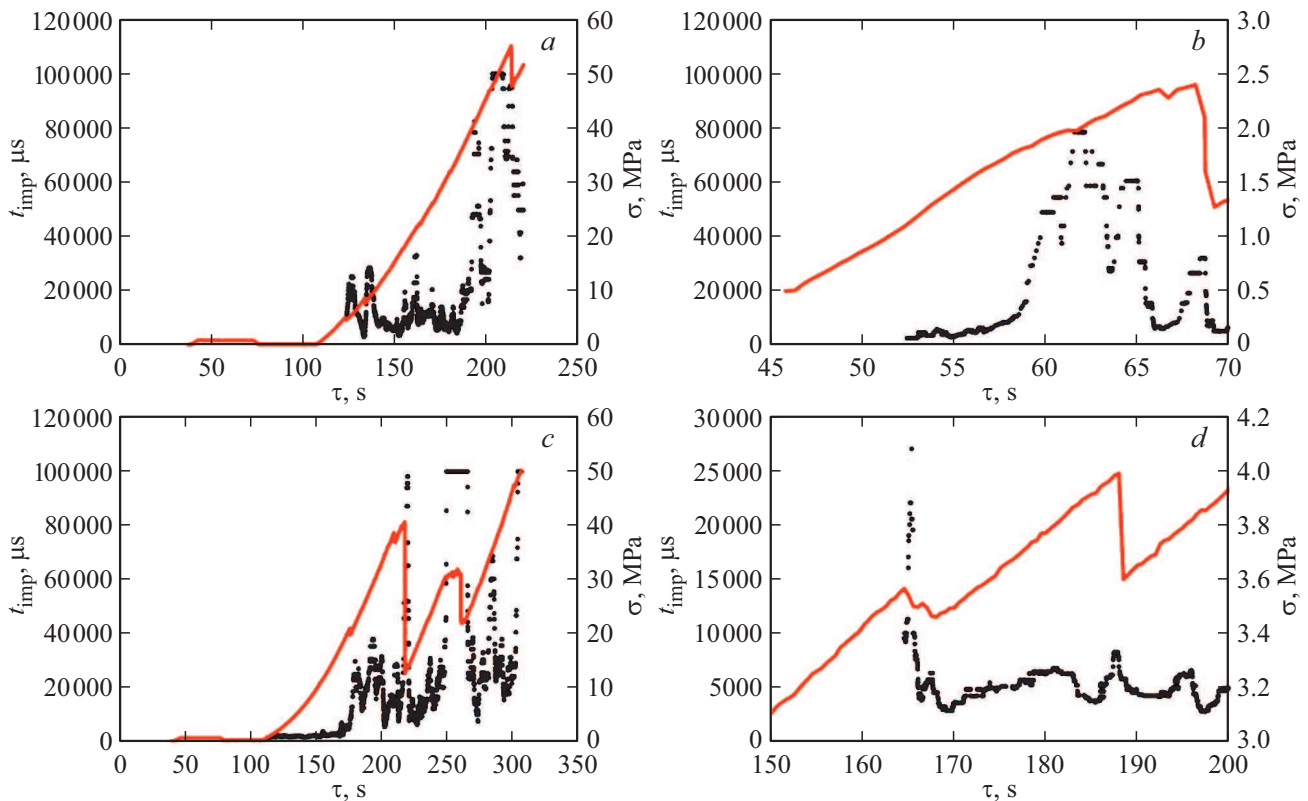 120 000 60 a
100 000 50
80 000 40
60 000 30
40 000 20
20 000 10
0 0
t_imp, µs
σ, MPa
0 50 100 150 200 250
τ, s
120 000 3.0 b
100 000 2.5
80 000 2.0
60 000 1.5
40 000 1.0
20 000 0.5
0 0
t_imp, µs
σ, MPa
45 50 55 60 65 70
τ, s
120 000 60 c
100 000 50
80 000 40
60 000 30
40 000 20
20 000 10
0 0
t_imp, µs
σ, MPa
0 50 100 150 200 250 300 350
τ, s
30 000 4.2 d
25 000 4.0
20 000 3.8
15 000 3.6
10 000 3.4
5000 3.2
0 3.0
t_imp, µs
σ, MPa
150 160 170 180 190 200
τ, s